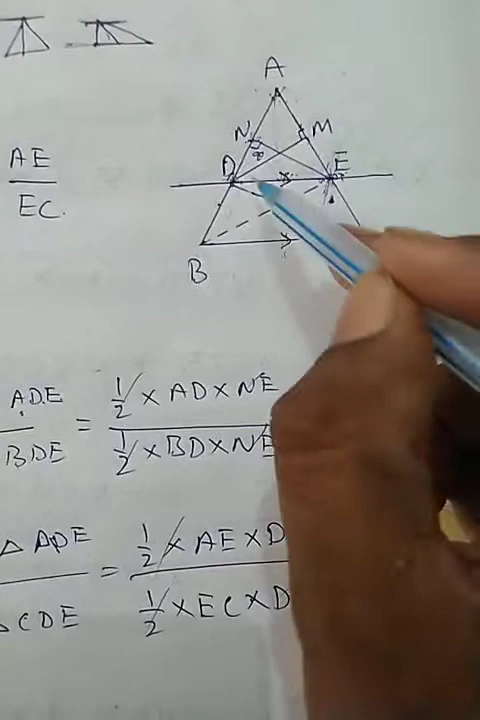 A
N
M
D
E
B
AE
EC.
ADE
BDE
= ½ × AD × NE
½ × BD × NE
△ ADE
△ CDE
= ½ × AE × D
½ × EC × D